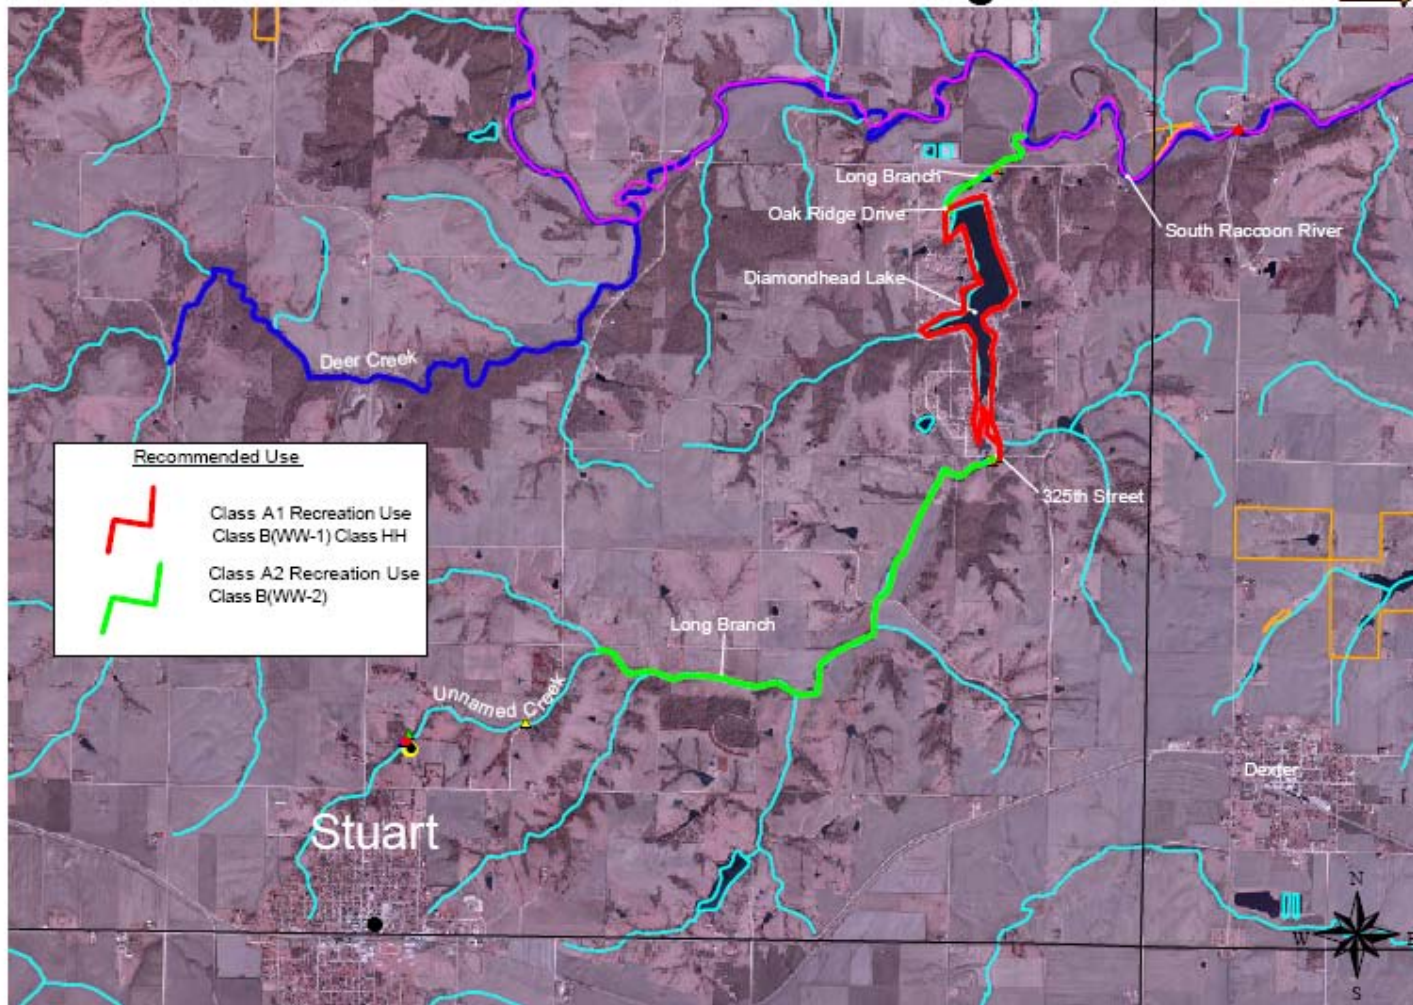 Long Branch
Oak Ridge Drive
South Raccoon River
Diamondhead Lake
Deer Creek
Recommended Use
Class A1 Recreation Use
Class B(WW-1) Class HH
Class A2 Recreation Use
Class B(WW-2)
325th Street
Long Branch
Unnamed Creek
Dexter
Stuart
N
W
S